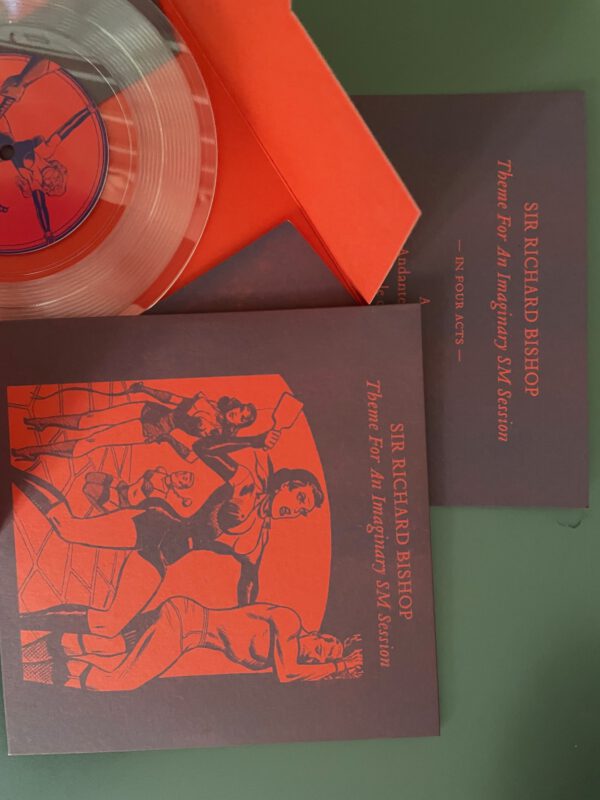 SIR RICHARD BISHOP
Theme For An Imaginary SM Session
— IN FOUR ACTS —
SIR RICHARD BISHOP
Theme For An Imaginary SM Session